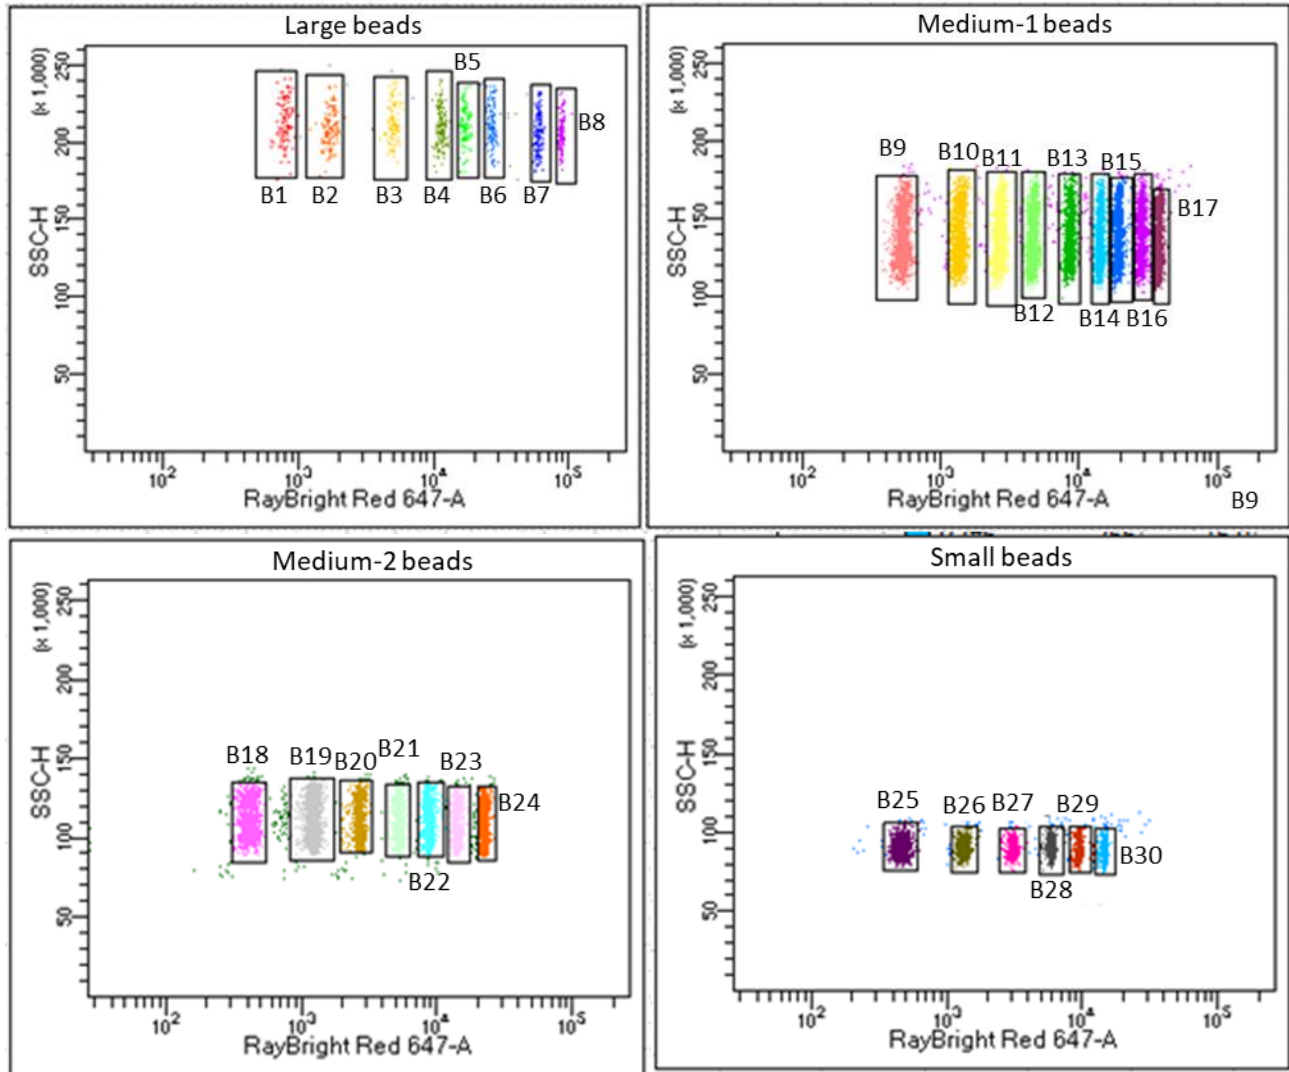 Large beads
(x 1,000)
SSC-H
250
200
150
100
50
B5
B8
B1 B2 B3 B4 B6 B7
10² 10³ 10⁴ 10⁵
RayBright Red 647-A
Medium-1 beads
(x 1,000)
SSC-H
250
200
150
100
50
B9 B10 B11 B13 B15
B17
B12 B14 B16
10² 10³ 10⁴ 10⁵
RayBright Red 647-A
B9
Medium-2 beads
(x 1,000)
SSC-H
250
200
150
100
50
B18 B19 B20 B21 B23
B24
B22
10² 10³ 10⁴ 10⁵
RayBright Red 647-A
Small beads
(x 1,000)
SSC-H
250
200
150
100
50
B25 B26 B27 B29
B30
B28
10² 10³ 10⁴ 10⁵
RayBright Red 647-A